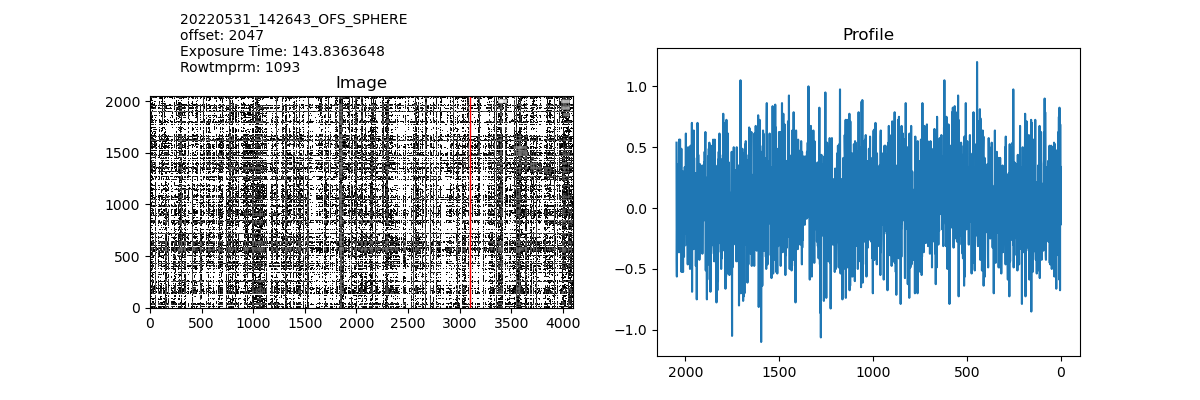 20220531_142643_OFS_SPHERE
offset: 2047
Exposure Time: 143.8363648
Rowtmprm: 1093
Image
2000
1500
1000
500
0
0 500 1000 1500 2000 2500 3000 3500 4000
Profile
1.0
0.5
0.0
−0.5
−1.0
2000 1500 1000 500 0